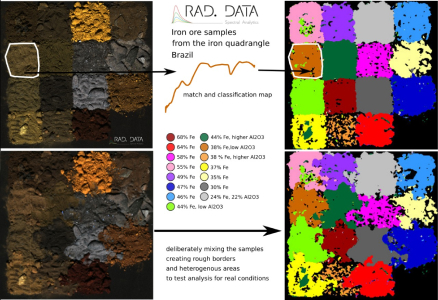 RAD. DATA
Spectral Analytics
Iron ore samples
from the iron quadrangle
Brazil
match and classification map
RAD. DATA
68% Fe
64% Fe
58% Fe
55% Fe
49% Fe
47% Fe
46% Fe
44% Fe, low Al2O3
44% Fe, higher Al2O3
38% Fe,low Al2O3
38 % Fe, higher Al2O3
37% Fe
35% Fe
30% Fe
24% Fe, 22% Al2O3
deliberately mixing the samples
creating rough borders
and heterogenous areas
to test analysis for real conditions